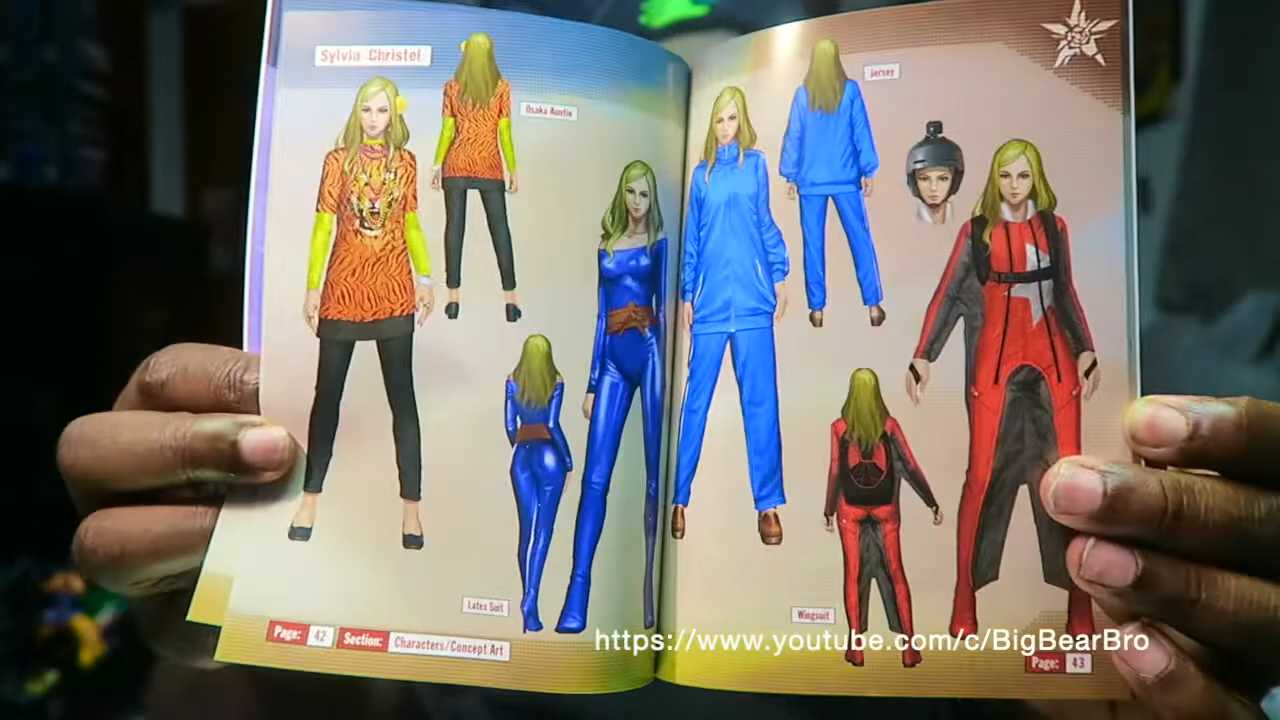 Sylvia Christel
Osaka Auntie
Latex Suit
Page: 42 Section: Characters/Concept Art
Jersey
Wingsuit
https://www.youtube.com/c/BigBearBro
Page: 43